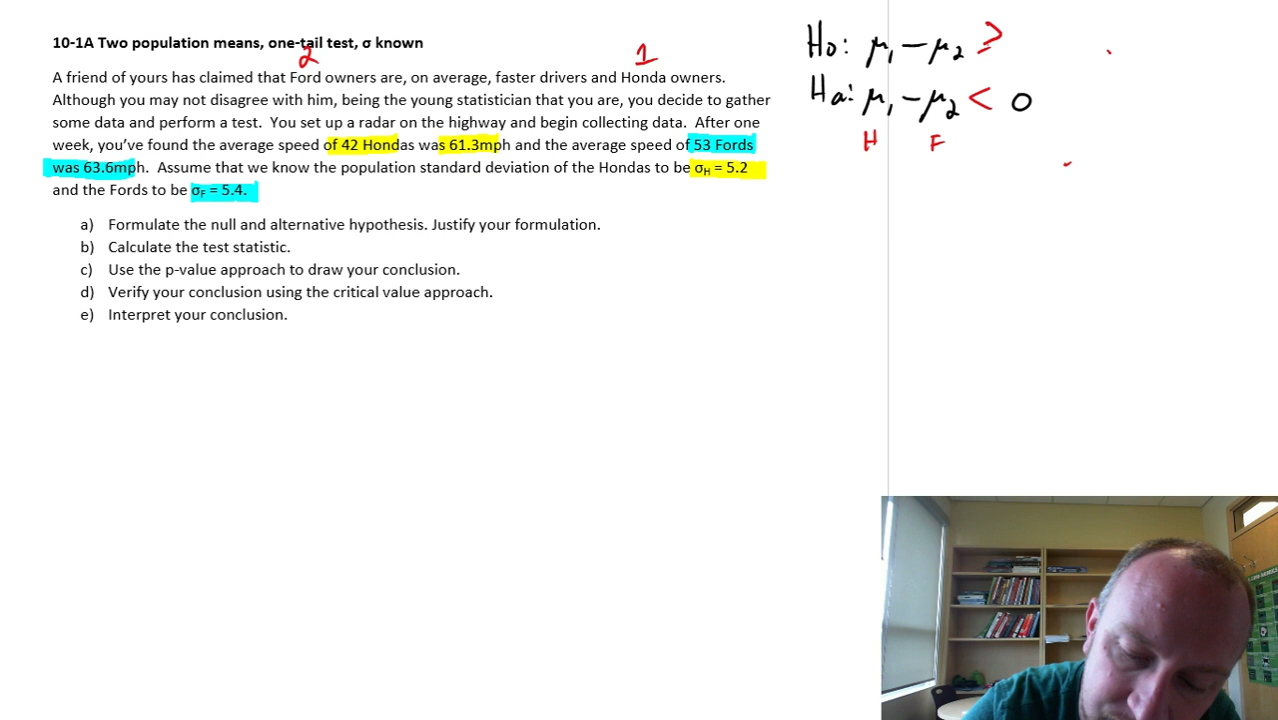 10-1A Two population means, one-tail test, σ known
2
1
A friend of yours has claimed that Ford owners are, on average, faster drivers and Honda owners.
Although you may not disagree with him, being the young statistician that you are, you decide to gather
some data and perform a test. You set up a radar on the highway and begin collecting data. After one
week, you've found the average speed of 42 Hondas was 61.3mph and the average speed of 53 Fords
was 63.6mph. Assume that we know the population standard deviation of the Hondas to be σH = 5.2
and the Fords to be σF = 5.4.
a) Formulate the null and alternative hypothesis. Justify your formulation.
b) Calculate the test statistic.
c) Use the p-value approach to draw your conclusion.
d) Verify your conclusion using the critical value approach.
e) Interpret your conclusion.
Ho: μ1 - μ2 ≥
Ha: μ1 - μ2 < 0
H F